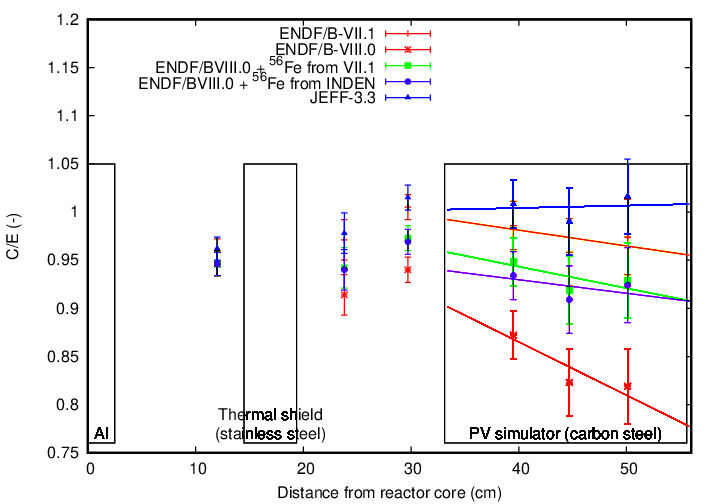 1.2
1.15
1.1
1.05
1
0.95
0.9
0.85
0.8
0.75
C/E (-)
ENDF/B-VII.1
ENDF/B-VIII.0
ENDF/BVIII.0 + ⁵⁶Fe from VII.1
ENDF/BVIII.0 + ⁵⁶Fe from INDEN
JEFF-3.3
Al
Thermal shield
(stainless steel)
PV simulator (carbon steel)
0 10 20 30 40 50
Distance from reactor core (cm)